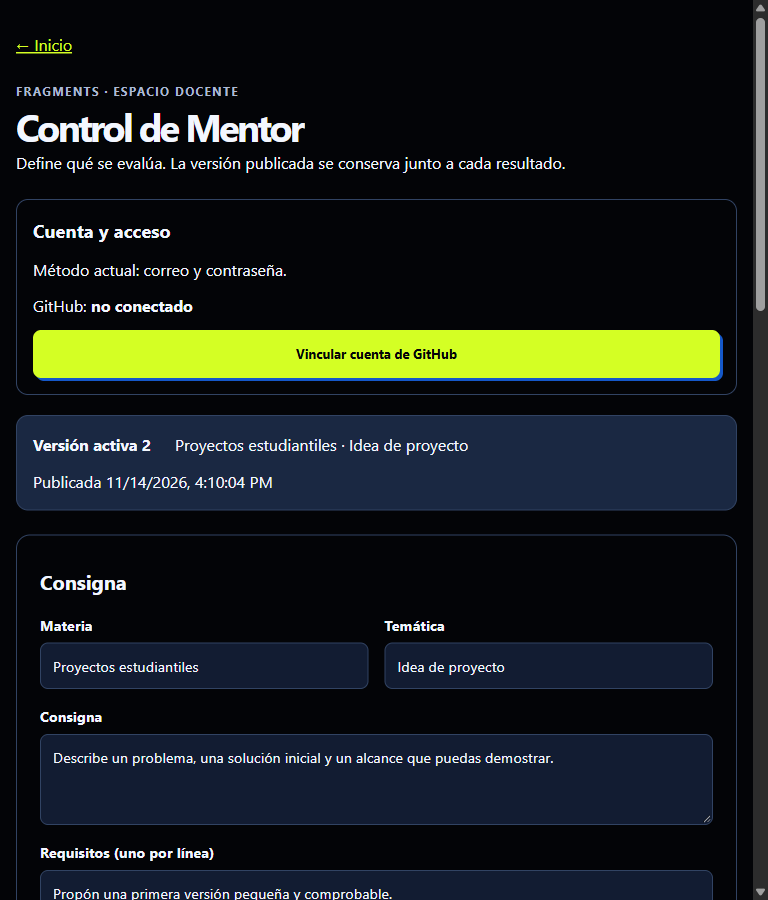 ← Inicio
FRAGMENTS · ESPACIO DOCENTE
Control de Mentor
Define qué se evalúa. La versión publicada se conserva junto a cada resultado.
Cuenta y acceso
Método actual: correo y contraseña.
GitHub: no conectado
Vincular cuenta de GitHub
Versión activa 2 Proyectos estudiantiles · Idea de proyecto
Publicada 11/14/2026, 4:10:04 PM
Consigna
Materia Temática
Proyectos estudiantiles Idea de proyecto
Consigna
Describe un problema, una solución inicial y un alcance que puedas demostrar.
Requisitos (uno por línea)
Propón una primera versión pequeña y comprobable.